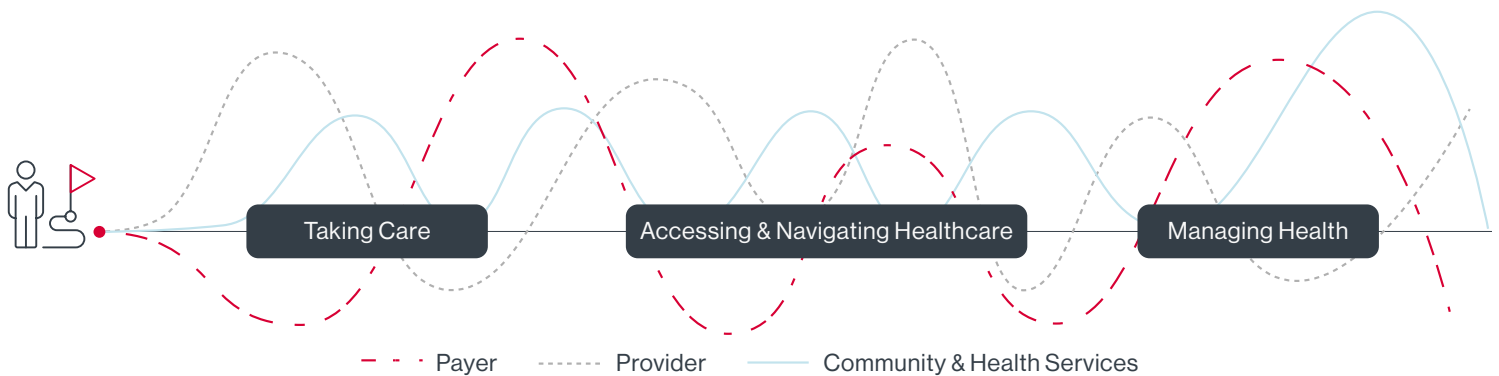 Taking Care
Accessing & Navigating Healthcare
Managing Health
Payer
Provider
Community & Health Services